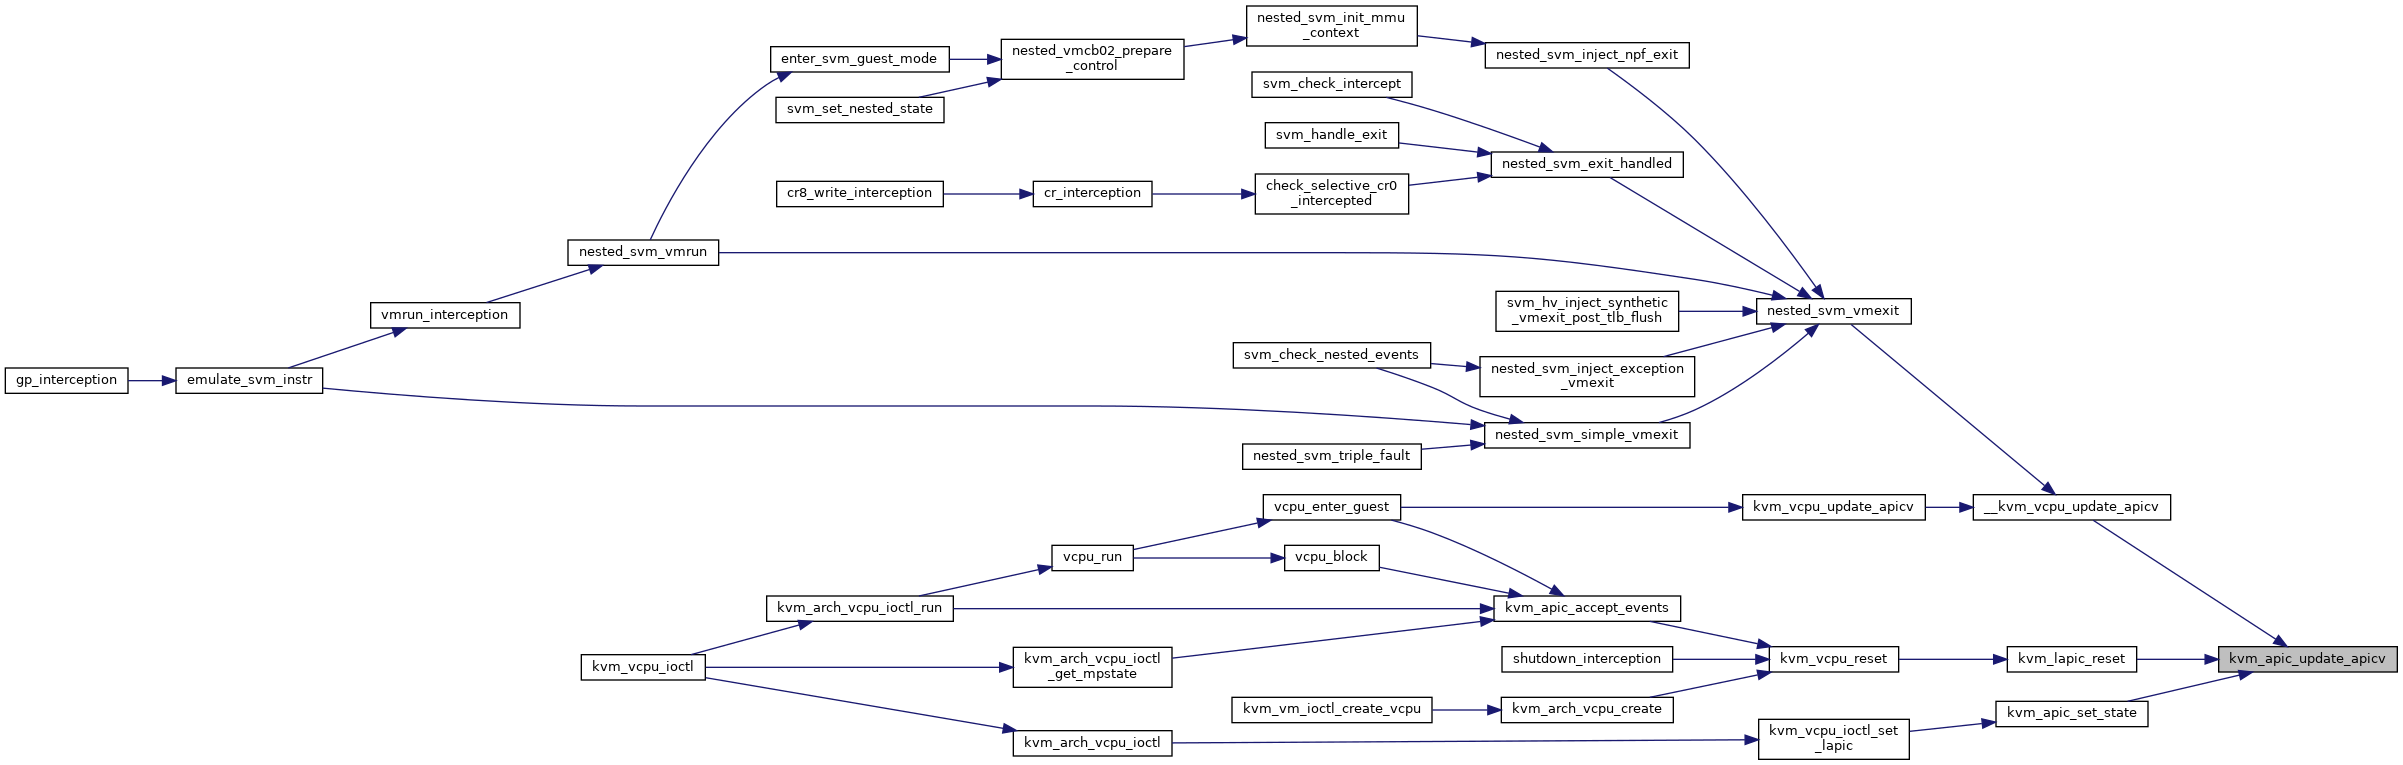 nested_svm_init_mmu
_context
nested_vmcb02_prepare
_control
enter_svm_guest_mode
nested_svm_inject_npf_exit
svm_check_intercept
svm_set_nested_state
svm_handle_exit
nested_svm_exit_handled
cr8_write_interception
cr_interception
check_selective_cr0
_intercepted
nested_svm_vmrun
svm_hv_inject_synthetic
_vmexit_post_tlb_flush
nested_svm_vmexit
vmrun_interception
svm_check_nested_events
nested_svm_inject_exception
_vmexit
gp_interception
emulate_svm_instr
nested_svm_simple_vmexit
nested_svm_triple_fault
vcpu_enter_guest
kvm_vcpu_update_apicv
__kvm_vcpu_update_apicv
vcpu_run
vcpu_block
kvm_arch_vcpu_ioctl_run
kvm_apic_accept_events
kvm_vcpu_ioctl
kvm_arch_vcpu_ioctl
_get_mpstate
shutdown_interception
kvm_vcpu_reset
kvm_lapic_reset
kvm_apic_update_apicv
kvm_vm_ioctl_create_vcpu
kvm_arch_vcpu_create
kvm_apic_set_state
kvm_arch_vcpu_ioctl
kvm_vcpu_ioctl_set
_lapic